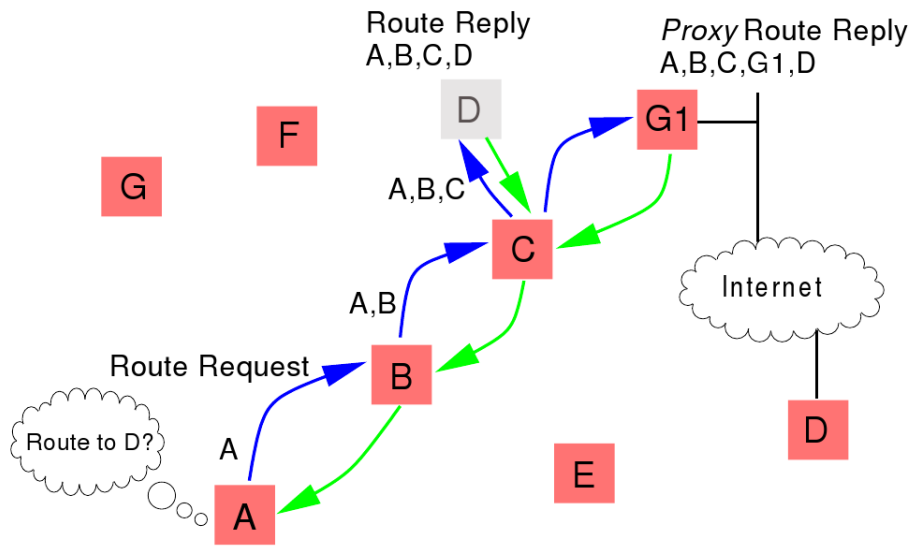 Route Reply
A,B,C,D
Proxy Route Reply
A,B,C,G1,D
D
G1
F
G
A,B,C
C
A,B
Internet
Route Request
B
D
Route to D?
A
E
A